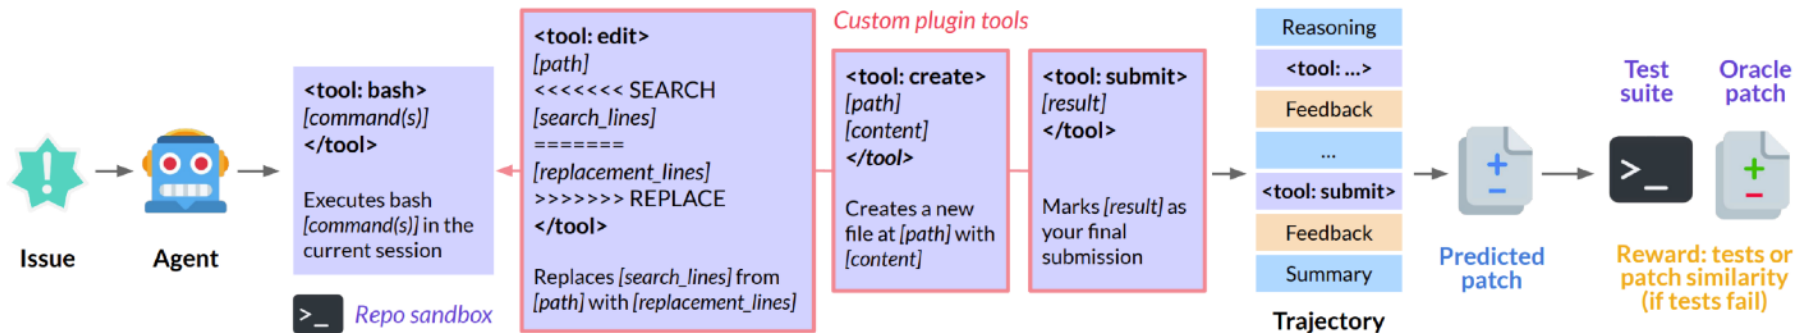 Issue
Agent
<tool: bash>
[command(s)]
</tool>
Executes bash
[command(s)] in the
current session
>_ Repo sandbox
Custom plugin tools
<tool: edit>
[path]
<<<<<<< SEARCH
[search_lines]
=======
[replacement_lines]
>>>>>>> REPLACE
</tool>
Replaces [search_lines] from
[path] with [replacement_lines]
<tool: create>
[path]
[content]
</tool>
Creates a new
file at [path] with
[content]
<tool: submit>
[result]
</tool>
Marks [result] as
your final
submission
Reasoning
<tool: ...>
Feedback
...
<tool: submit>
Feedback
Summary
Trajectory
Predicted
patch
Test
suite
>_
Oracle
patch
Reward: tests or
patch similarity
(if tests fail)